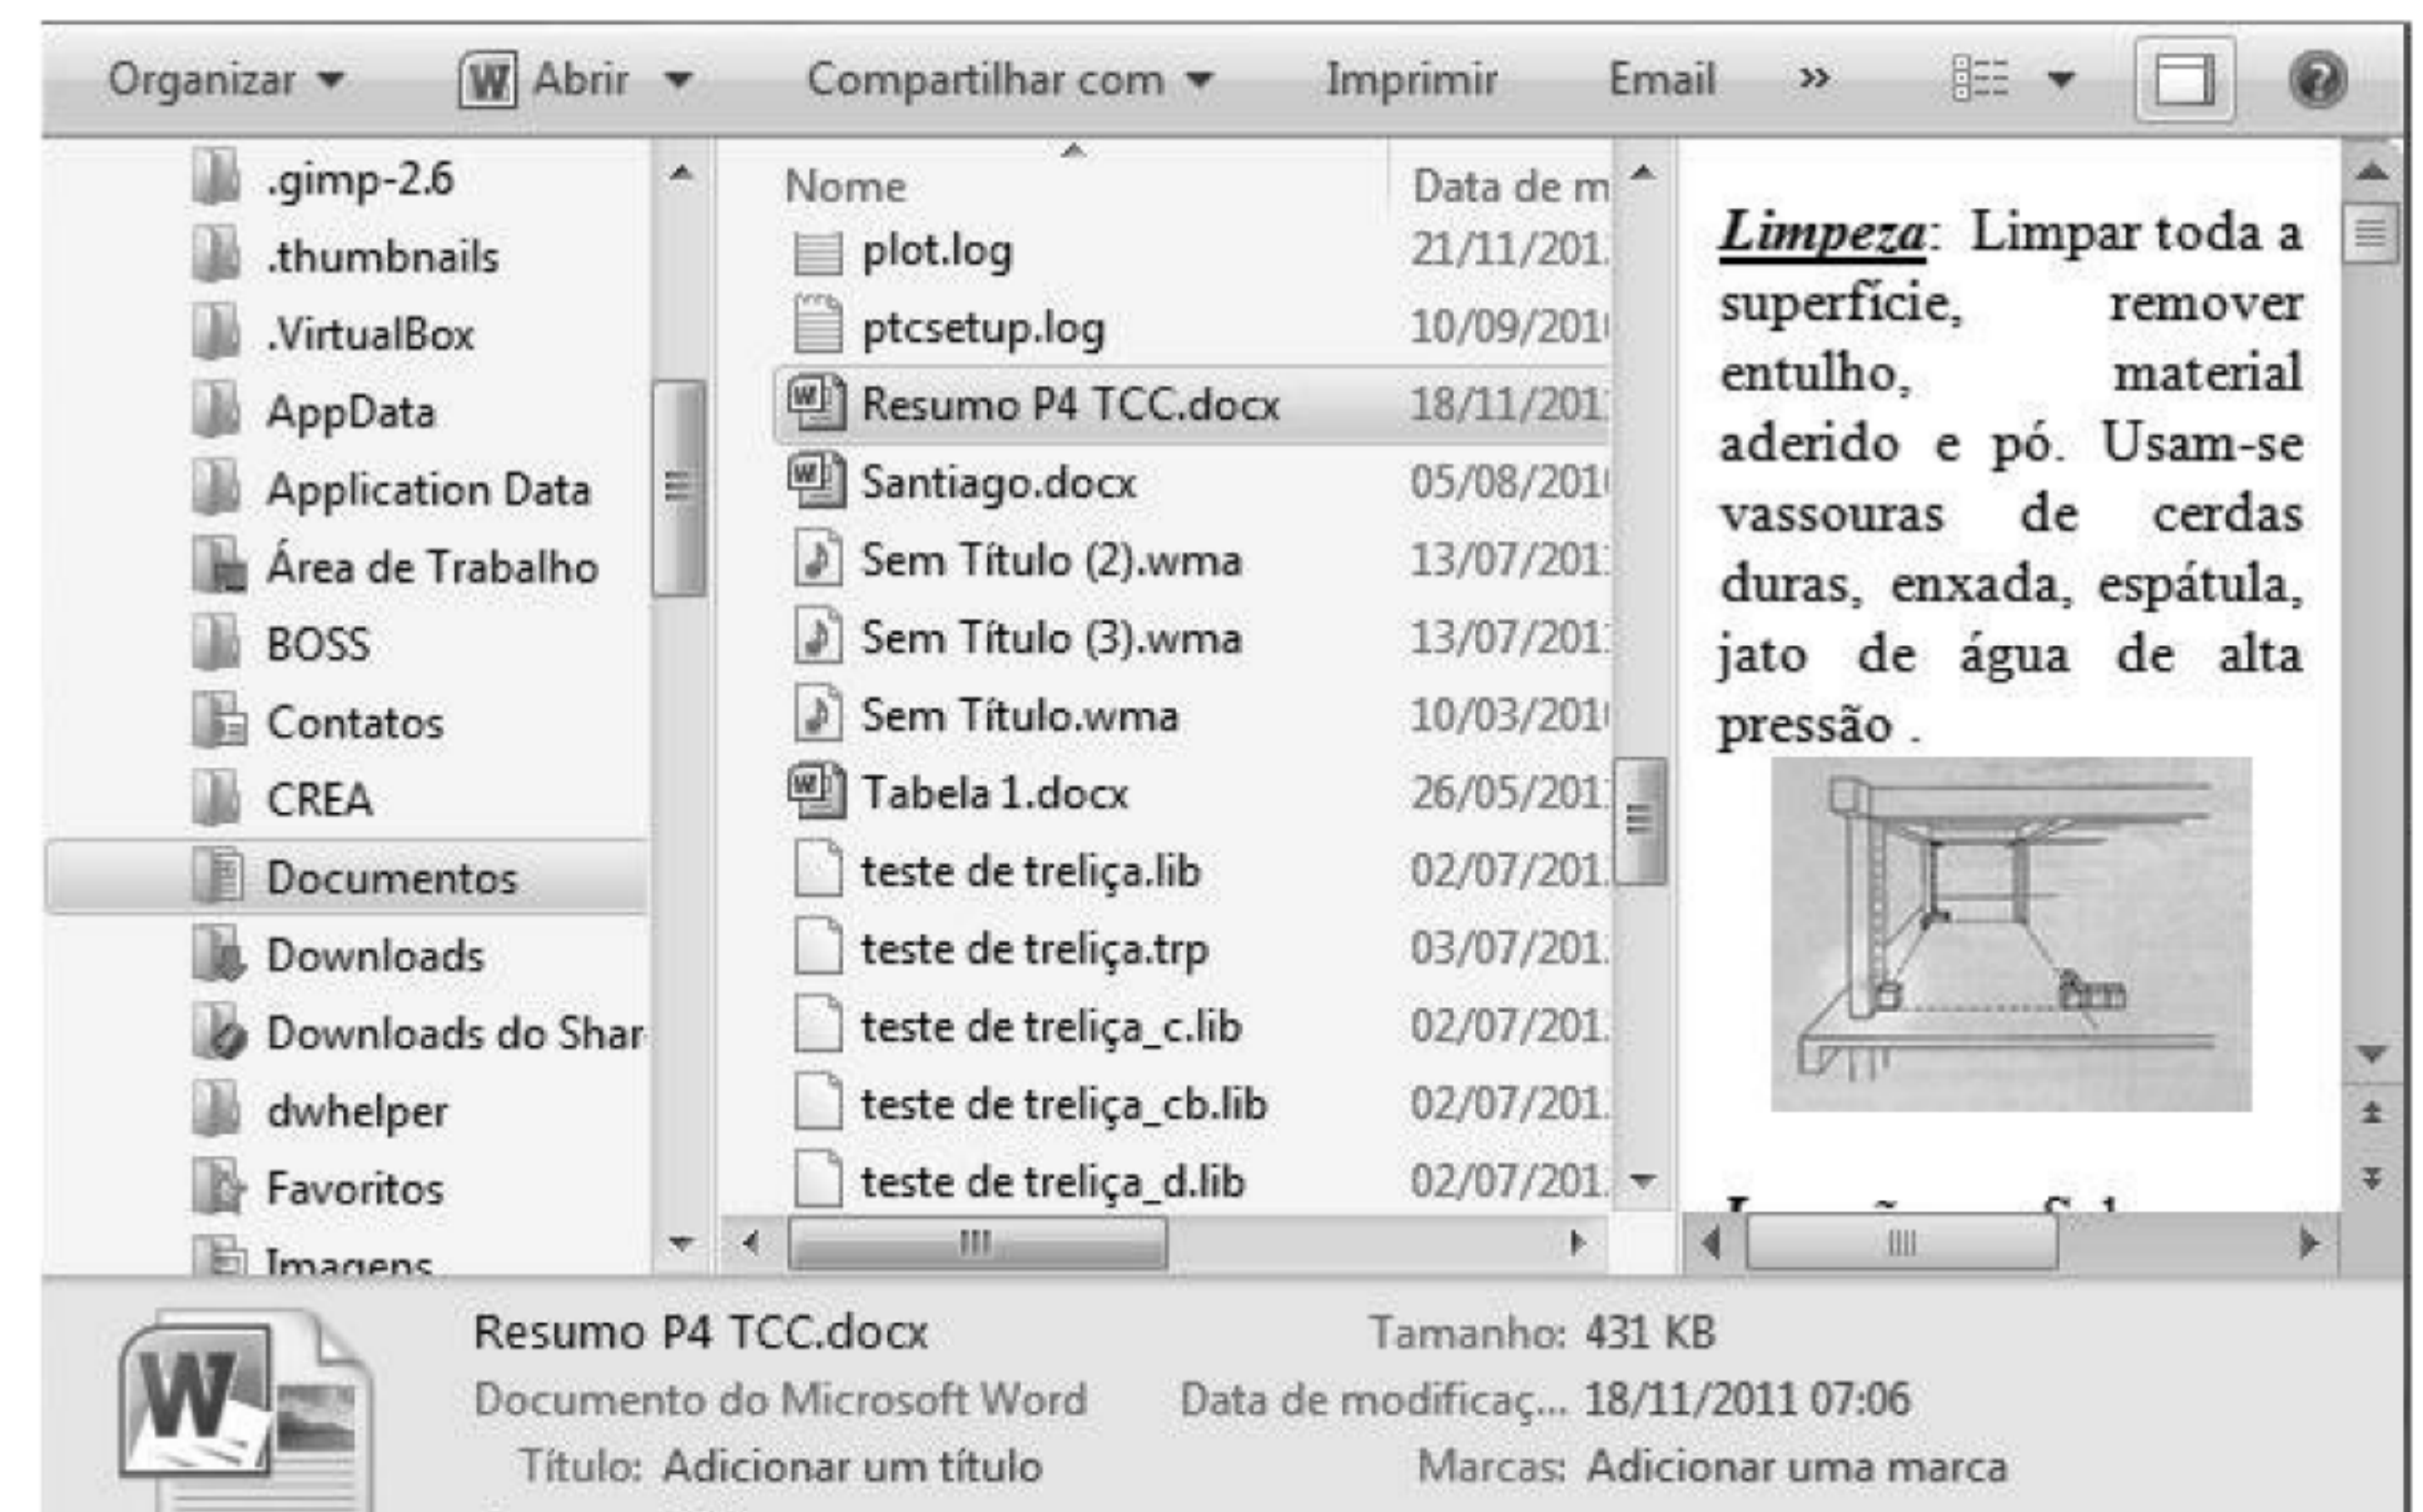 Organizar Abrir Compartilhar com Imprimir Email »
.gimp-2.6
.thumbnails
.VirtualBox
AppData
Application Data
Área de Trabalho
BOSS
Contatos
CREA
Documentos
Downloads
Downloads do Shar
dwhelper
Favoritos
Imagens
Nome Data de m
plot.log 21/11/201
ptcsetup.log 10/09/201
Resumo P4 TCC.docx 18/11/201
Santiago.docx 05/08/201
Sem Título (2).wma 13/07/201
Sem Título (3).wma 13/07/201
Sem Título.wma 10/03/201
Tabela 1.docx 26/05/201
teste de treliça.lib 02/07/201
teste de treliça.trp 03/07/201
teste de treliça_c.lib 02/07/201
teste de treliça_cb.lib 02/07/201
teste de treliça_d.lib 02/07/201
Limpeza: Limpar toda a
superfície, remover
entulho, material
aderido e pó. Usam-se
vassouras de cerdas
duras, enxada, espátula,
jato de água de alta
pressão .
Resumo P4 TCC.docx Tamanho: 431 KB
Documento do Microsoft Word Data de modificaç... 18/11/2011 07:06
Título: Adicionar um título Marcas: Adicionar uma marca